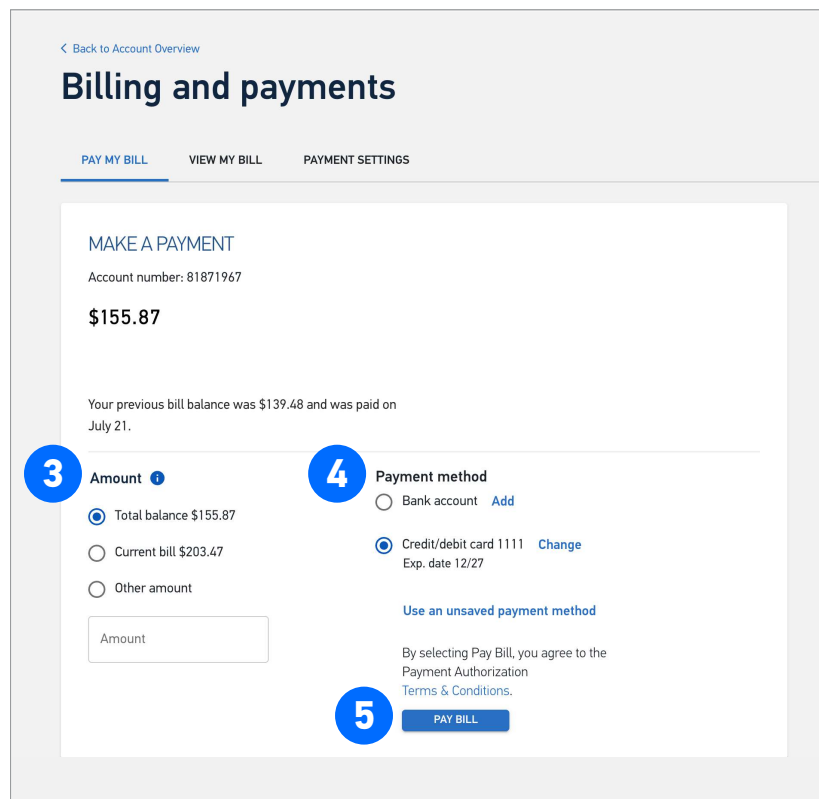 Back to Account Overview
Billing and payments
PAY MY BILL VIEW MY BILL PAYMENT SETTINGS
MAKE A PAYMENT
Account number: 81871967
$155.87
Your previous bill balance was $139.48 and was paid on
July 21.
3 Amount i
Total balance $155.87
Current bill $203.47
Other amount
Amount
4 Payment method
Bank account Add
Credit/debit card 1111 Change
Exp. date 12/27
Use an unsaved payment method
By selecting Pay Bill, you agree to the
Payment Authorization
Terms & Conditions.
5 PAY BILL